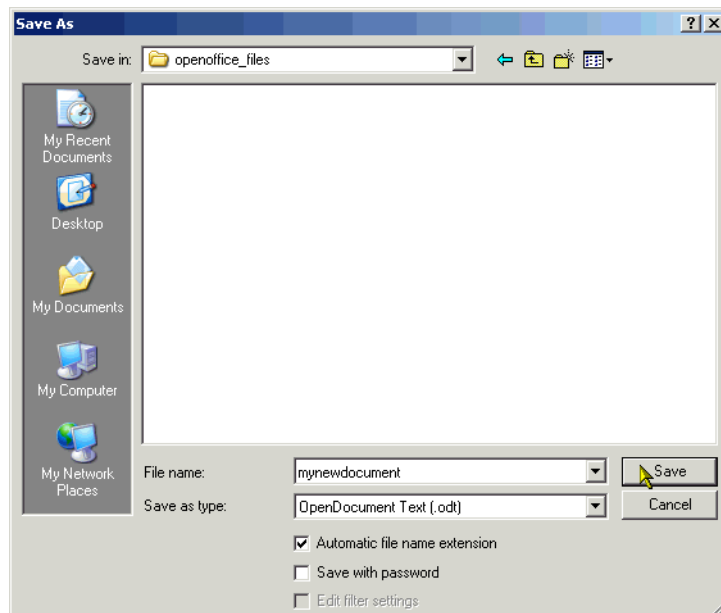 Save As
Save in: openoffice_files
My Recent
Documents
Desktop
My Documents
My Computer
My Network
Places
File name: mynewdocument Save
Save as type: OpenDocument Text (.odt) Cancel
Automatic file name extension
Save with password
Edit filter settings